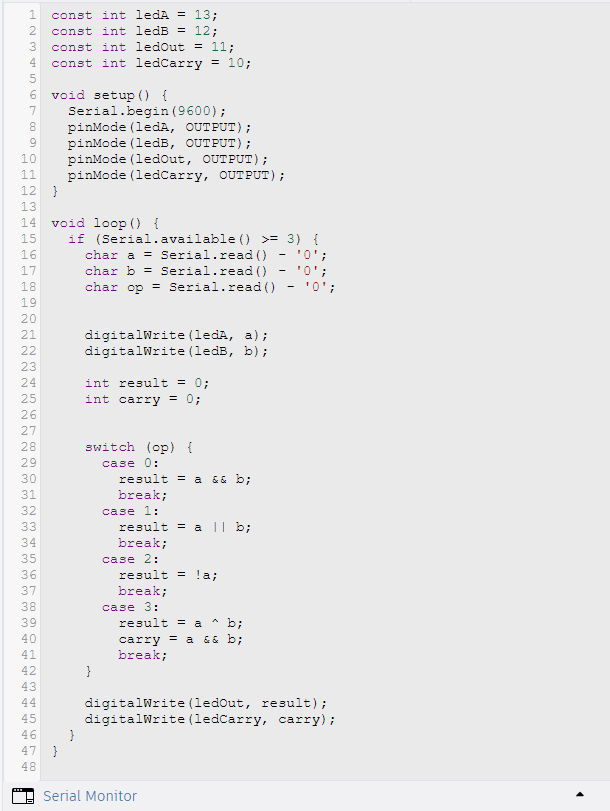 1 const int ledA = 13;
2 const int ledB = 12;
3 const int ledOut = 11;
4 const int ledCarry = 10;
5
6 void setup() {
7   Serial.begin(9600);
8   pinMode(ledA, OUTPUT);
9   pinMode(ledB, OUTPUT);
10   pinMode(ledOut, OUTPUT);
11   pinMode(ledCarry, OUTPUT);
12 }
13
14 void loop() {
15   if (Serial.available() >= 3) {
16     char a = Serial.read() - '0';
17     char b = Serial.read() - '0';
18     char op = Serial.read() - '0';
19
20
21     digitalWrite(ledA, a);
22     digitalWrite(ledB, b);
23
24     int result = 0;
25     int carry = 0;
26
27
28     switch (op) {
29       case 0:
30         result = a && b;
31         break;
32       case 1:
33         result = a || b;
34         break;
35       case 2:
36         result = !a;
37         break;
38       case 3:
39         result = a ^ b;
40         carry = a && b;
41         break;
42     }
43
44     digitalWrite(ledOut, result);
45     digitalWrite(ledCarry, carry);
46   }
47 }
48
Serial Monitor